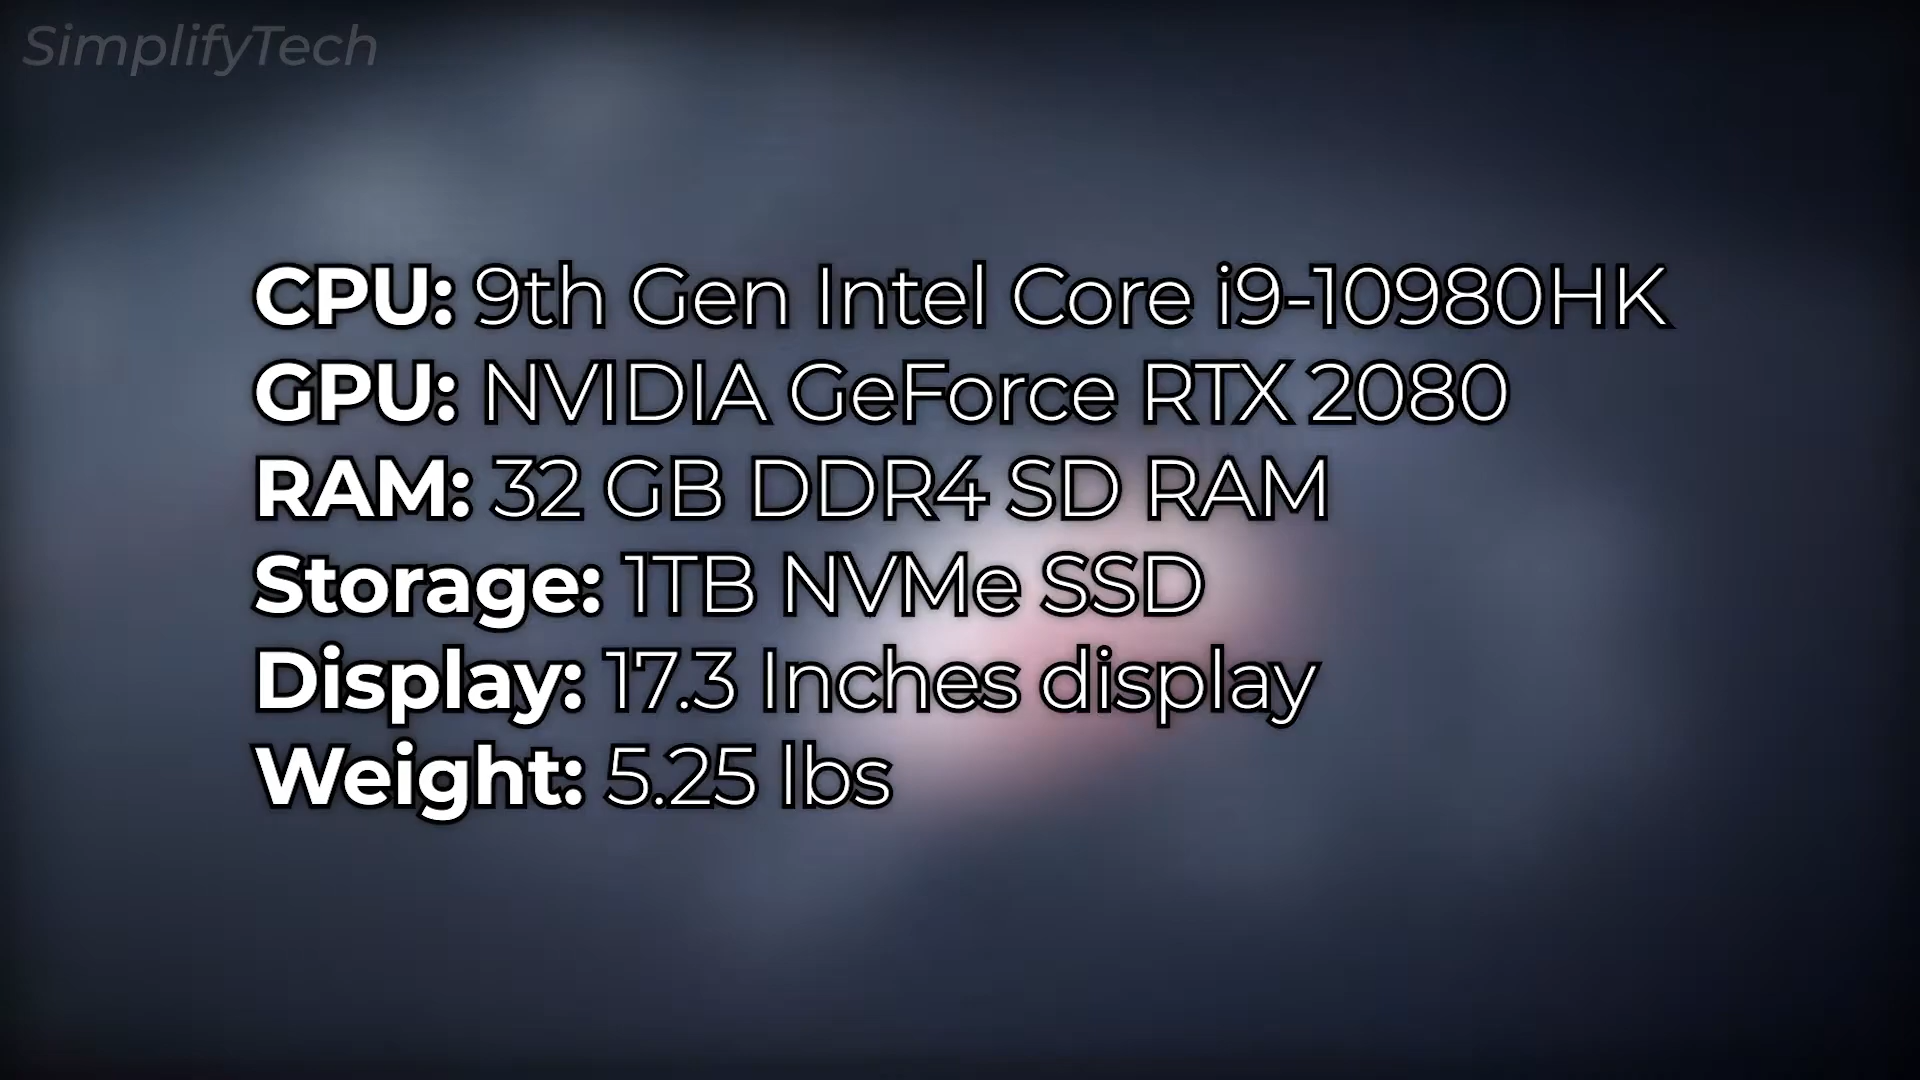 SimplifyTech
CPU: 9th Gen Intel Core i9-10980HK
GPU: NVIDIA GeForce RTX 2080
RAM: 32 GB DDR4 SD RAM
Storage: 1TB NVMe SSD
Display: 17.3 Inches display
Weight: 5.25 lbs